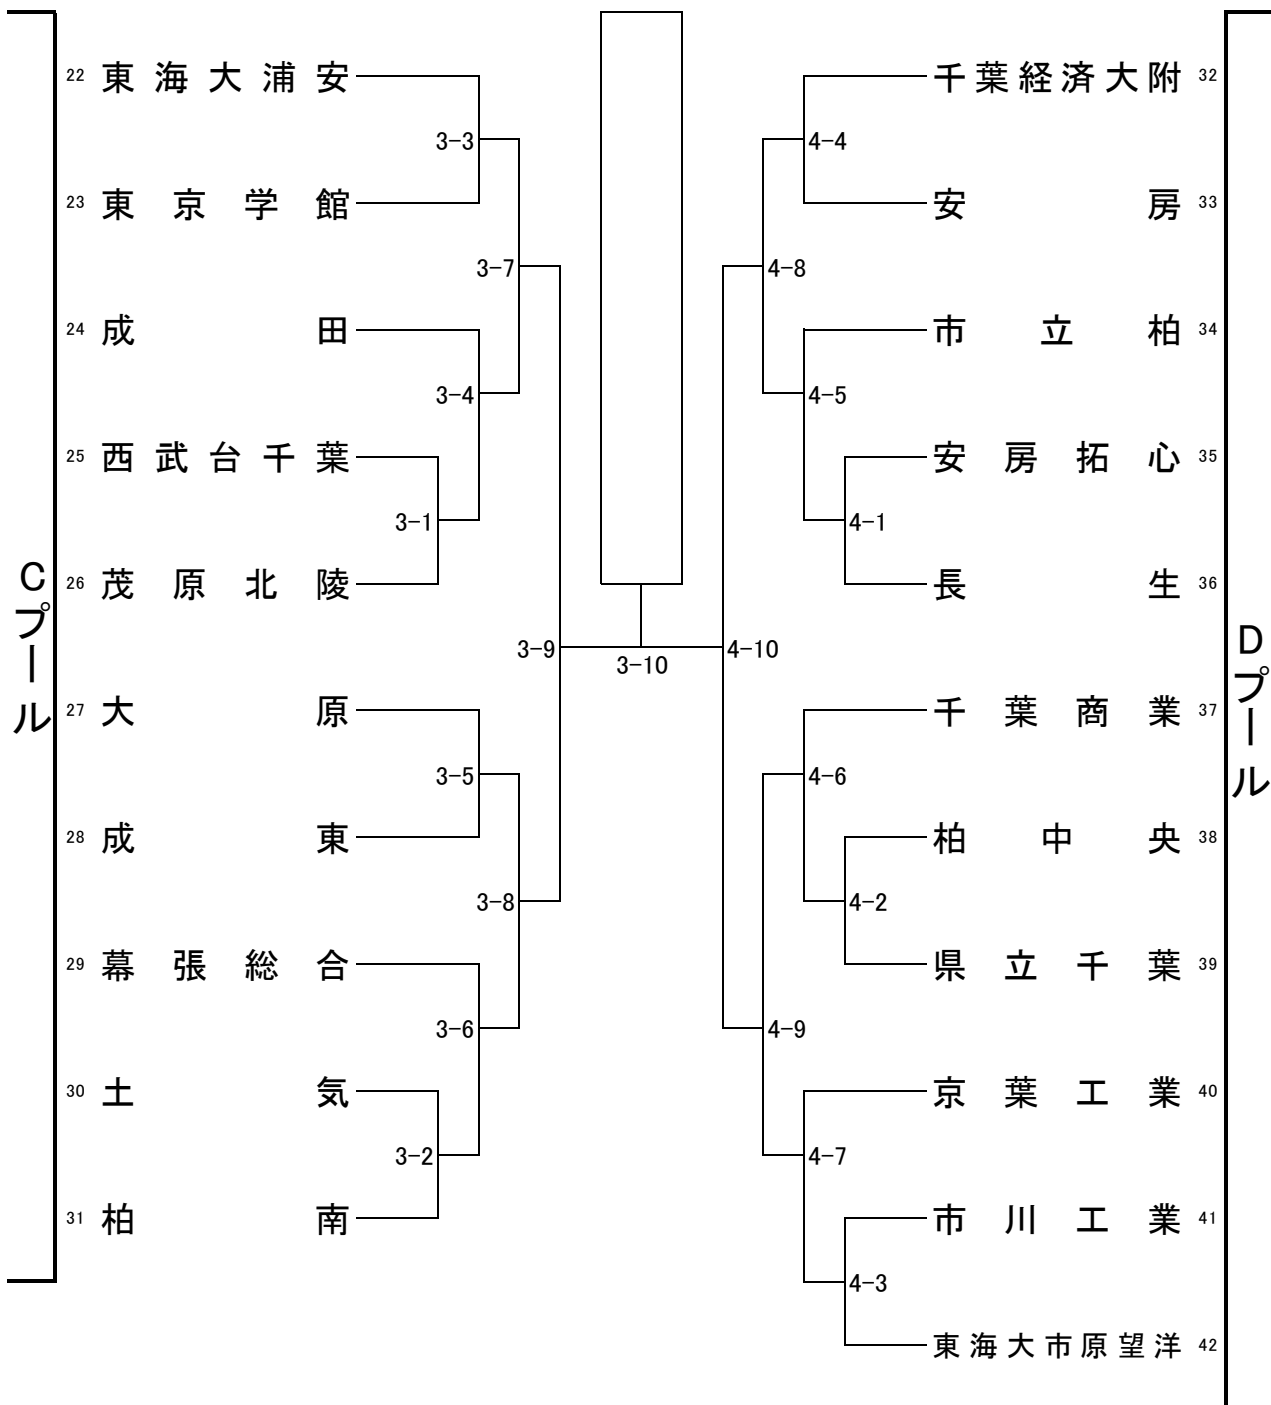 Cプール
22 東海大浦安
23 東京学館
24 成田
25 西武台千葉
26 茂原北陵
27 大原
28 成東
29 幕張総合
30 土気
31 柏南
3-3
3-7
3-4
3-1
3-9
3-5
3-8
3-6
3-2
3-10
4-4
4-8
4-5
4-1
4-10
4-6
4-2
4-9
4-7
4-3
千葉経済大附 32
安房 33
市立柏 34
安房拓心 35
長生 36
千葉商業 37
柏中央 38
県立千葉 39
京葉工業 40
市川工業 41
東海大市原望洋 42
Dプール